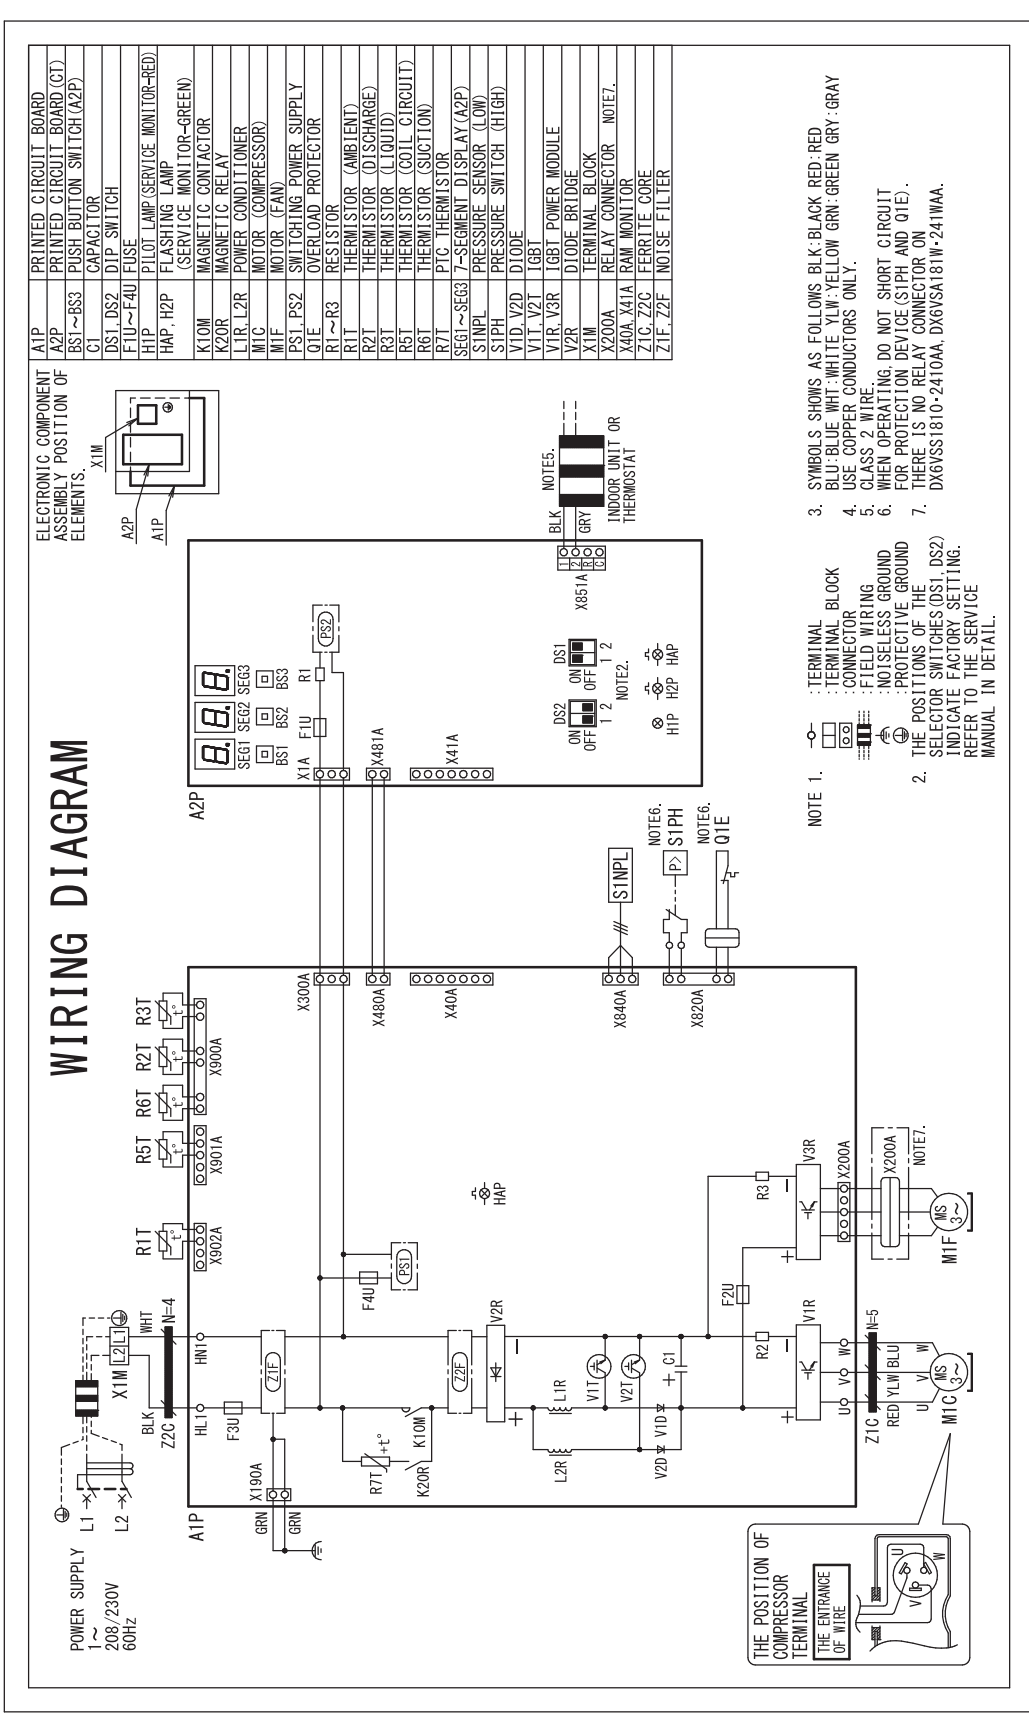 WIRING DIAGRAM
POWER SUPPLY
1~
208/230V
60Hz
L1
L2
X1M
L2 L1
BLK
WHT
Z2C
N=4
HL1
HN1
A1P
F3U
Z1F
X190A
GRN
GRN
R1T
t°
X902A
R5T
t°
X901A
R6T
t°
R2T
t°
X900A
R3T
t°
R7T
+t°
K10M
K20R
F4U
PS1
HAP
Z2F
V2R
L1R
L2R
V1T
V2T
V1D
V2D
C1
F2U
R2
R3
V1R
V3R
X200A
X200A
NOTE7.
U V W
Z1C
N=5
RED YLW BLU
U V W
MS
3~
M1C
MS
3~
M1F
X300A
X480A
X40A
X840A
X820A
S1NPL
NOTE6.
S1PH
P>
NOTE6.
Q1E
A2P
SEG1 SEG2 SEG3
BS1 BS2 BS3
X1A
F1U
R1
PS2
X481A
X41A
DS2
ON
OFF
1 2
DS1
ON
OFF
1 2
NOTE2.
H1P H2P HAP
X851A
1 2 R C
BLK
GRY
NOTE5.
INDOOR UNIT OR
THERMOSTAT
ELECTRONIC COMPONENT
ASSEMBLY POSITION OF
ELEMENTS.
A2P
X1M
A1P
THE POSITION OF
COMPRESSOR
TERMINAL
THE ENTRANCE
OF WIRE
U
V
W
A1P PRINTED CIRCUIT BOARD
A2P PRINTED CIRCUIT BOARD(CT)
BS1~BS3 PUSH BUTTON SWITCH(A2P)
C1 CAPACITOR
DS1, DS2 DIP SWITCH
F1U~F4U FUSE
H1P PILOT LAMP(SERVICE MONITOR-RED)
HAP, H2P FLASHING LAMP
(SERVICE MONITOR-GREEN)
K10M MAGNETIC CONTACTOR
K20R MAGNETIC RELAY
L1R, L2R POWER CONDITIONER
M1C MOTOR (COMPRESSOR)
M1F MOTOR (FAN)
PS1, PS2 SWITCHING POWER SUPPLY
Q1E OVERLOAD PROTECTOR
R1~R3 RESISTOR
R1T THERMISTOR (AMBIENT)
R2T THERMISTOR (DISCHARGE)
R3T THERMISTOR (LIQUID)
R5T THERMISTOR (COIL CIRCUIT)
R6T THERMISTOR (SUCTION)
R7T PTC THERMISTOR
SEG1~SEG3 7-SEGMENT DISPLAY(A2P)
S1NPL PRESSURE SENSOR (LOW)
S1PH PRESSURE SWITCH (HIGH)
V1D, V2D DIODE
V1T, V2T IGBT
V1R, V3R IGBT POWER MODULE
V2R DIODE BRIDGE
X1M TERMINAL BLOCK
X200A RELAY CONNECTOR NOTE7.
X40A, X41A RAM MONITOR
Z1C, Z2C FERRITE CORE
Z1F, Z2F NOISE FILTER
NOTE 1.
:TERMINAL
:TERMINAL BLOCK
:CONNECTOR
:FIELD WIRING
:NOISELESS GROUND
:PROTECTIVE GROUND
2. THE POSITIONS OF THE
SELECTOR SWITCHES(DS1, DS2)
INDICATE FACTORY SETTING.
REFER TO THE SERVICE
MANUAL IN DETAIL.
3. SYMBOLS SHOWS AS FOLLOWS BLK:BLACK RED:RED
BLU:BLUE WHT:WHITE YLW:YELLOW GRN:GREEN GRY:GRAY
4. USE COPPER CONDUCTORS ONLY.
5. CLASS 2 WIRE.
6. WHEN OPERATING, DO NOT SHORT CIRCUIT
FOR PROTECTION DEVICE(S1PH AND Q1E).
7. THERE IS NO RELAY CONNECTOR ON
DX6VSS1810・2410AA, DX6VSA181W・241WAA.